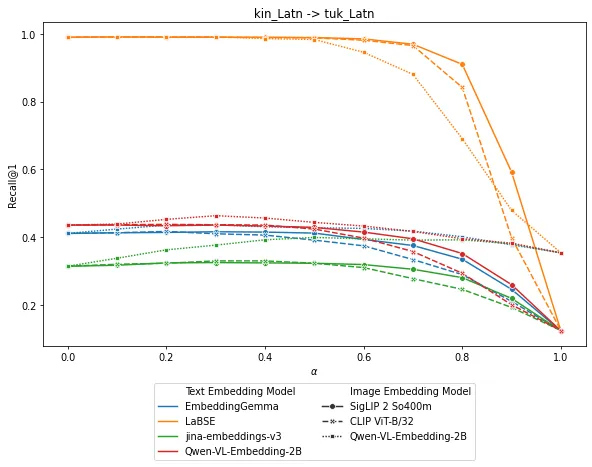 kin_Latn -> tuk_Latn
Recall@1
1.0
0.8
0.6
0.4
0.2
0.0 0.2 0.4 0.6 0.8 1.0
α
Text Embedding Model Image Embedding Model
EmbeddingGemma SigLIP 2 So400m
LaBSE CLIP ViT-B/32
jina-embeddings-v3 Qwen-VL-Embedding-2B
Qwen-VL-Embedding-2B